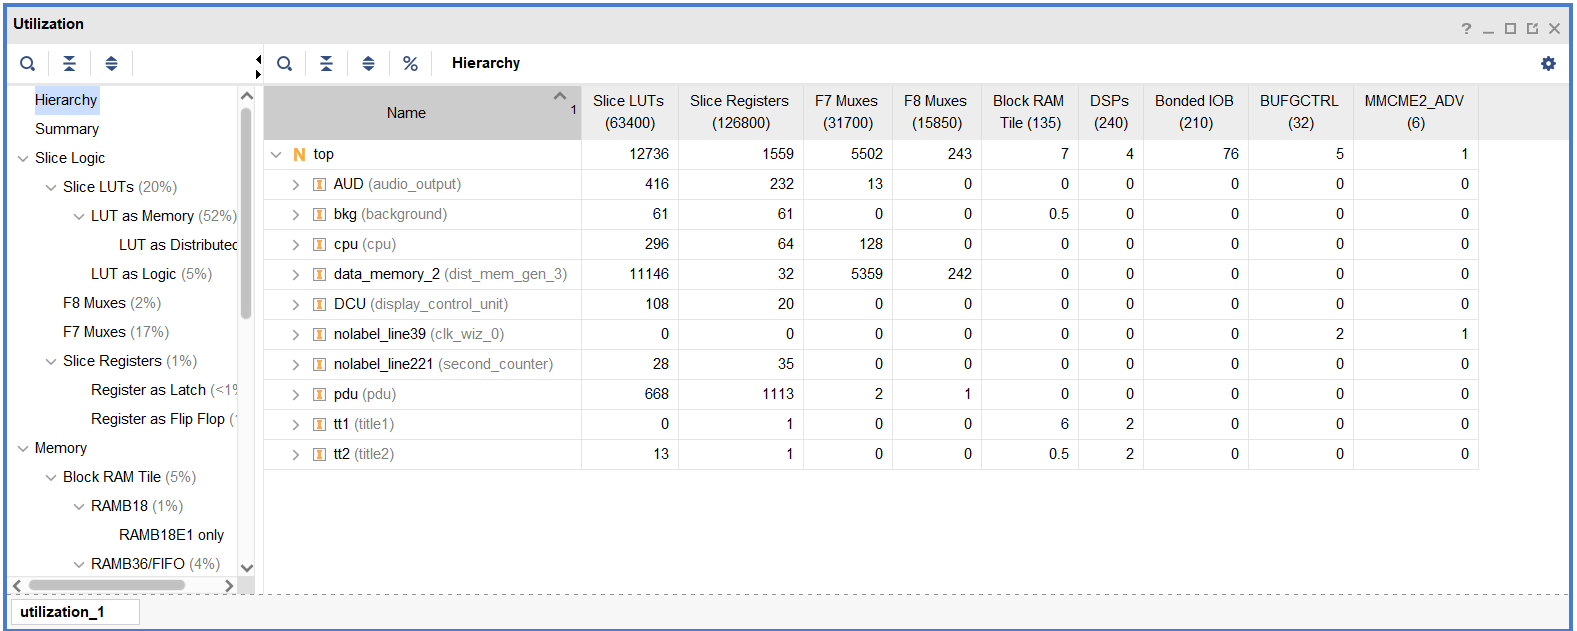 Utilization
?
%
Hierarchy
Hierarchy
Summary
Slice Logic
Slice LUTs (20%)
LUT as Memory (52%)
LUT as Distributed
LUT as Logic (5%)
F8 Muxes (2%)
F7 Muxes (17%)
Slice Registers (1%)
Register as Latch (<1%
Register as Flip Flop (
Memory
Block RAM Tile (5%)
RAMB18 (1%)
RAMB18E1 only
RAMB36/FIFO (4%)
Name 1 Slice LUTs (63400) Slice Registers (126800) F7 Muxes (31700) F8 Muxes (15850) Block RAM Tile (135) DSPs (240) Bonded IOB (210) BUFGCTRL (32) MMCME2_ADV (6)
N top 12736 1559 5502 243 7 4 76 5 1
I AUD (audio_output) 416 232 13 0 0 0 0 0 0
I bkg (background) 61 61 0 0 0.5 0 0 0 0
I cpu (cpu) 296 64 128 0 0 0 0 0 0
I data_memory_2 (dist_mem_gen_3) 11146 32 5359 242 0 0 0 0 0
I DCU (display_control_unit) 108 20 0 0 0 0 0 0 0
I nolabel_line39 (clk_wiz_0) 0 0 0 0 0 0 0 2 1
I nolabel_line221 (second_counter) 28 35 0 0 0 0 0 0 0
I pdu (pdu) 668 1113 2 1 0 0 0 0 0
I tt1 (title1) 0 1 0 0 6 2 0 0 0
I tt2 (title2) 13 1 0 0 0.5 2 0 0 0
utilization_1